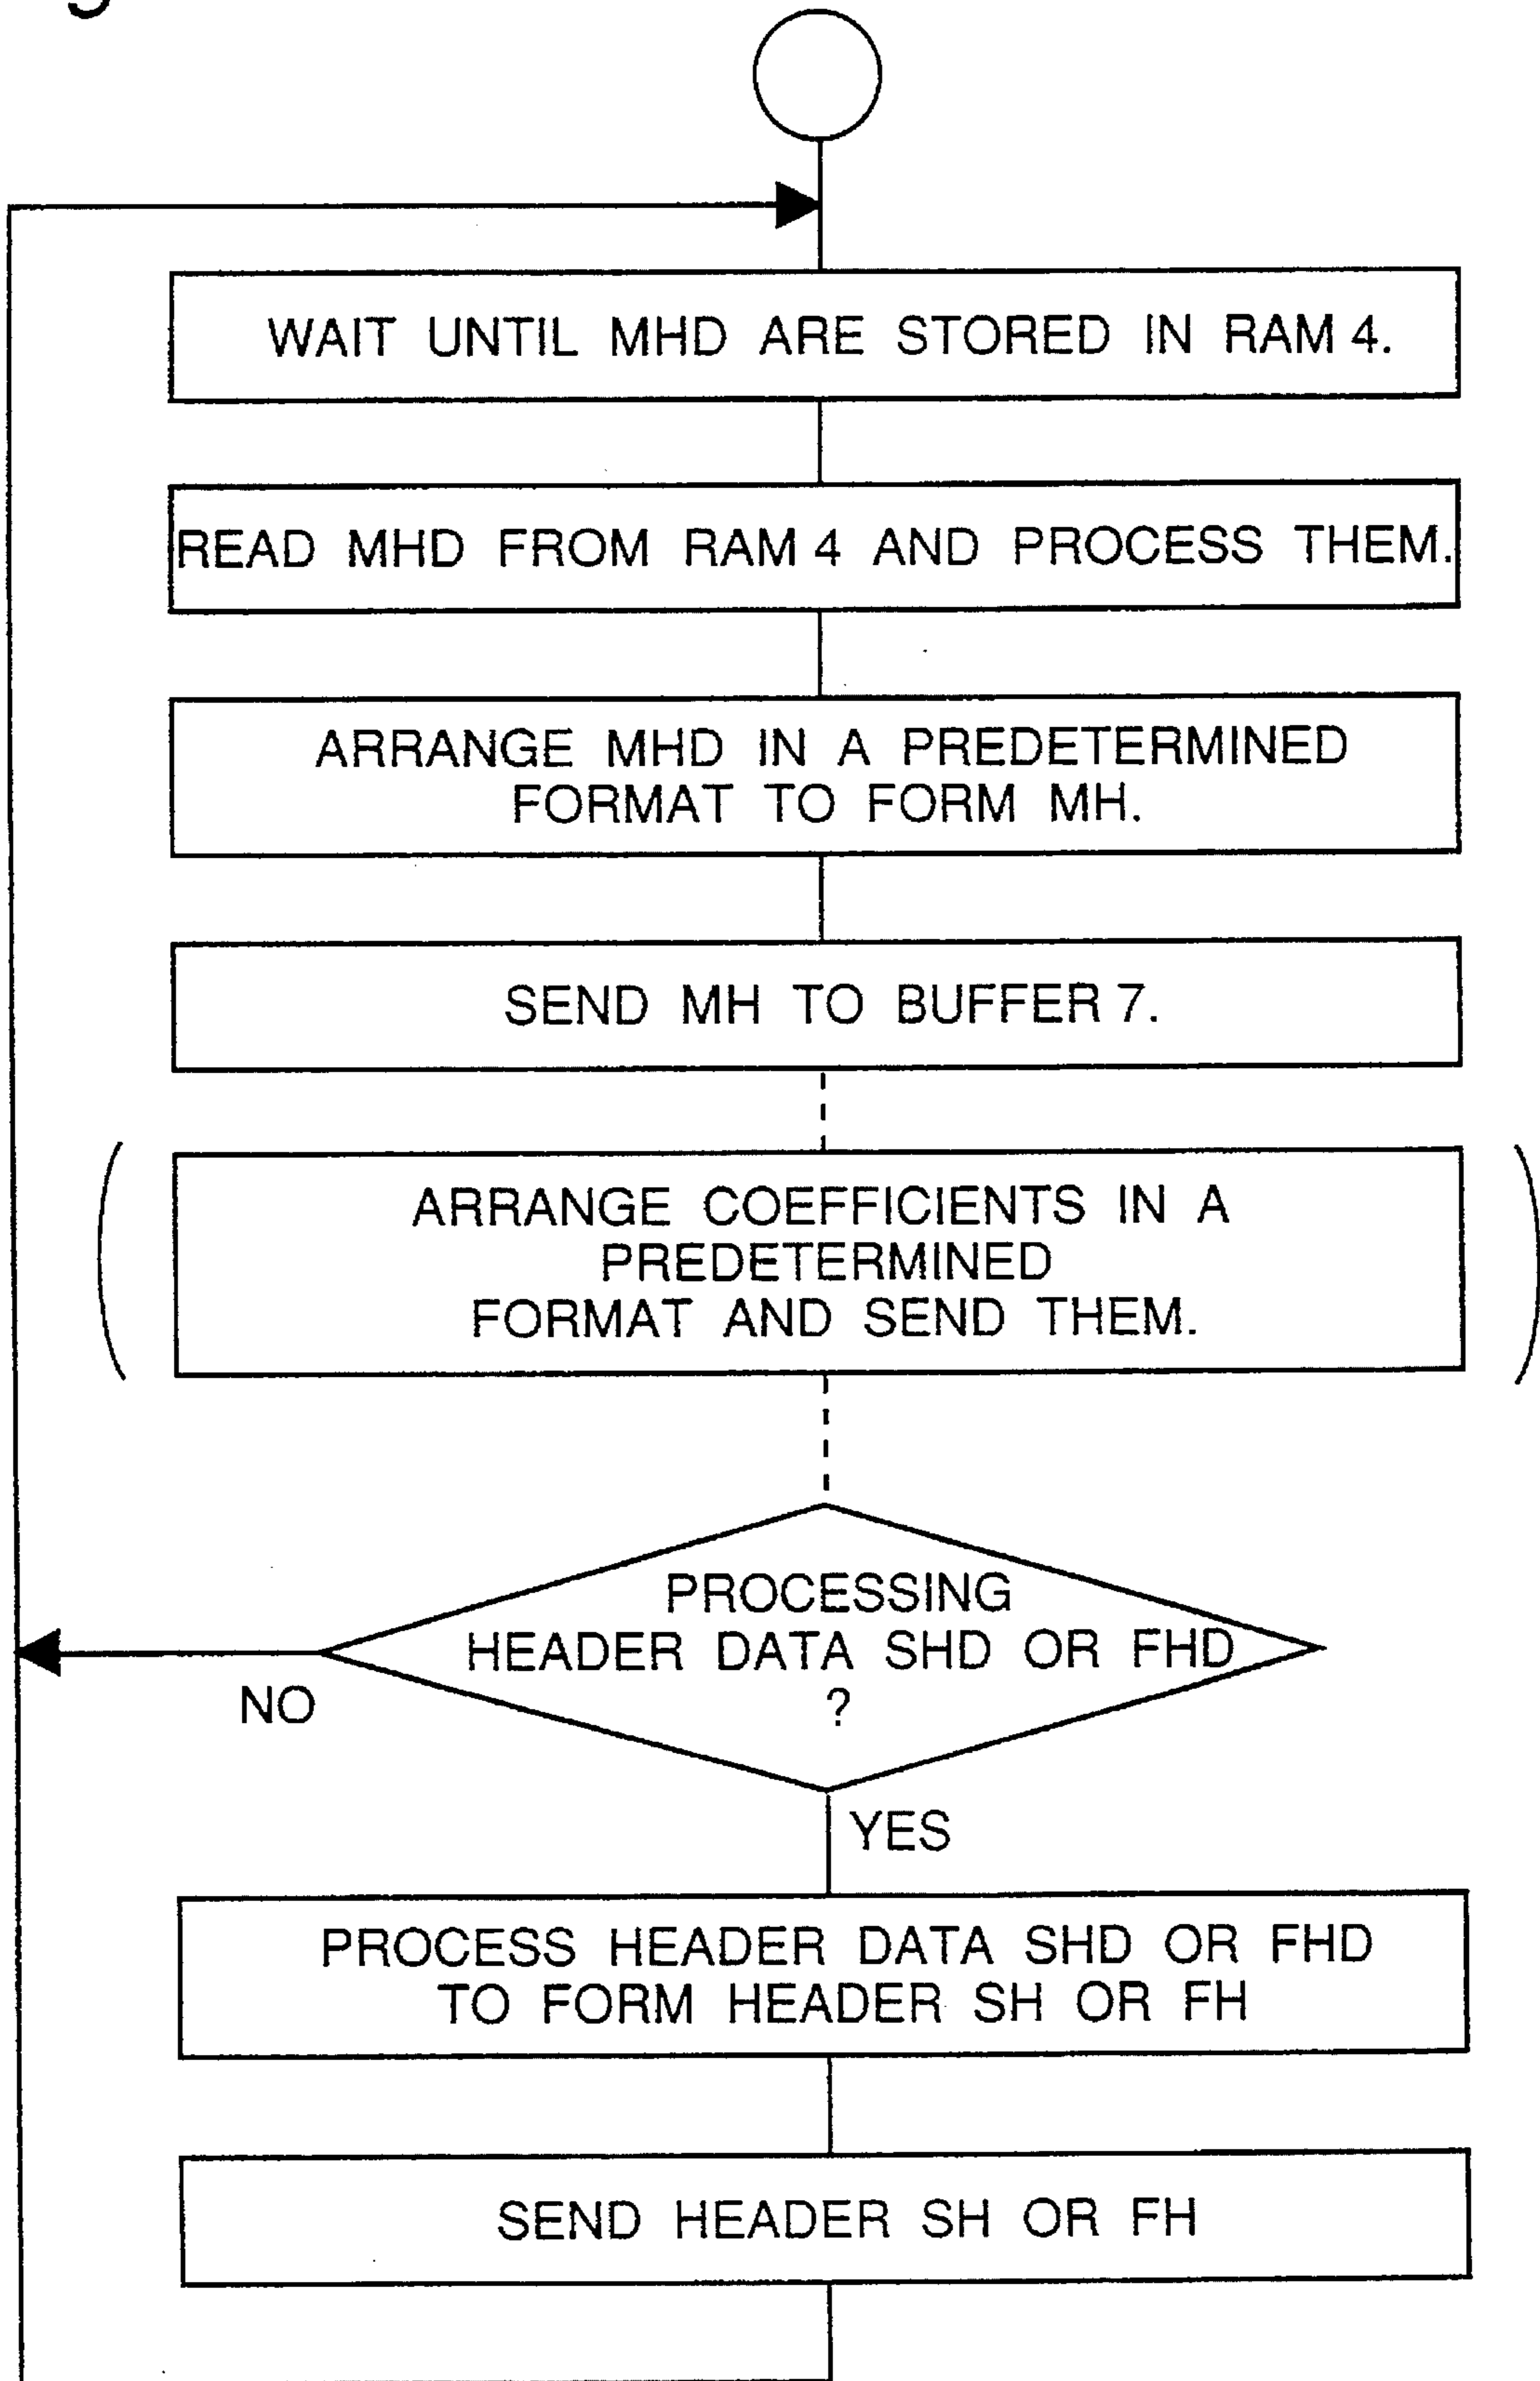 WAIT UNTIL MHD ARE STORED IN RAM 4.
READ MHD FROM RAM 4 AND PROCESS THEM.
ARRANGE MHD IN A PREDETERMINED
FORMAT TO FORM MH.
SEND MH TO BUFFER 7.
ARRANGE COEFFICIENTS IN A
PREDETERMINED
FORMAT AND SEND THEM.
PROCESSING
HEADER DATA SHD OR FHD
?
NO
YES
PROCESS HEADER DATA SHD OR FHD
TO FORM HEADER SH OR FH
SEND HEADER SH OR FH